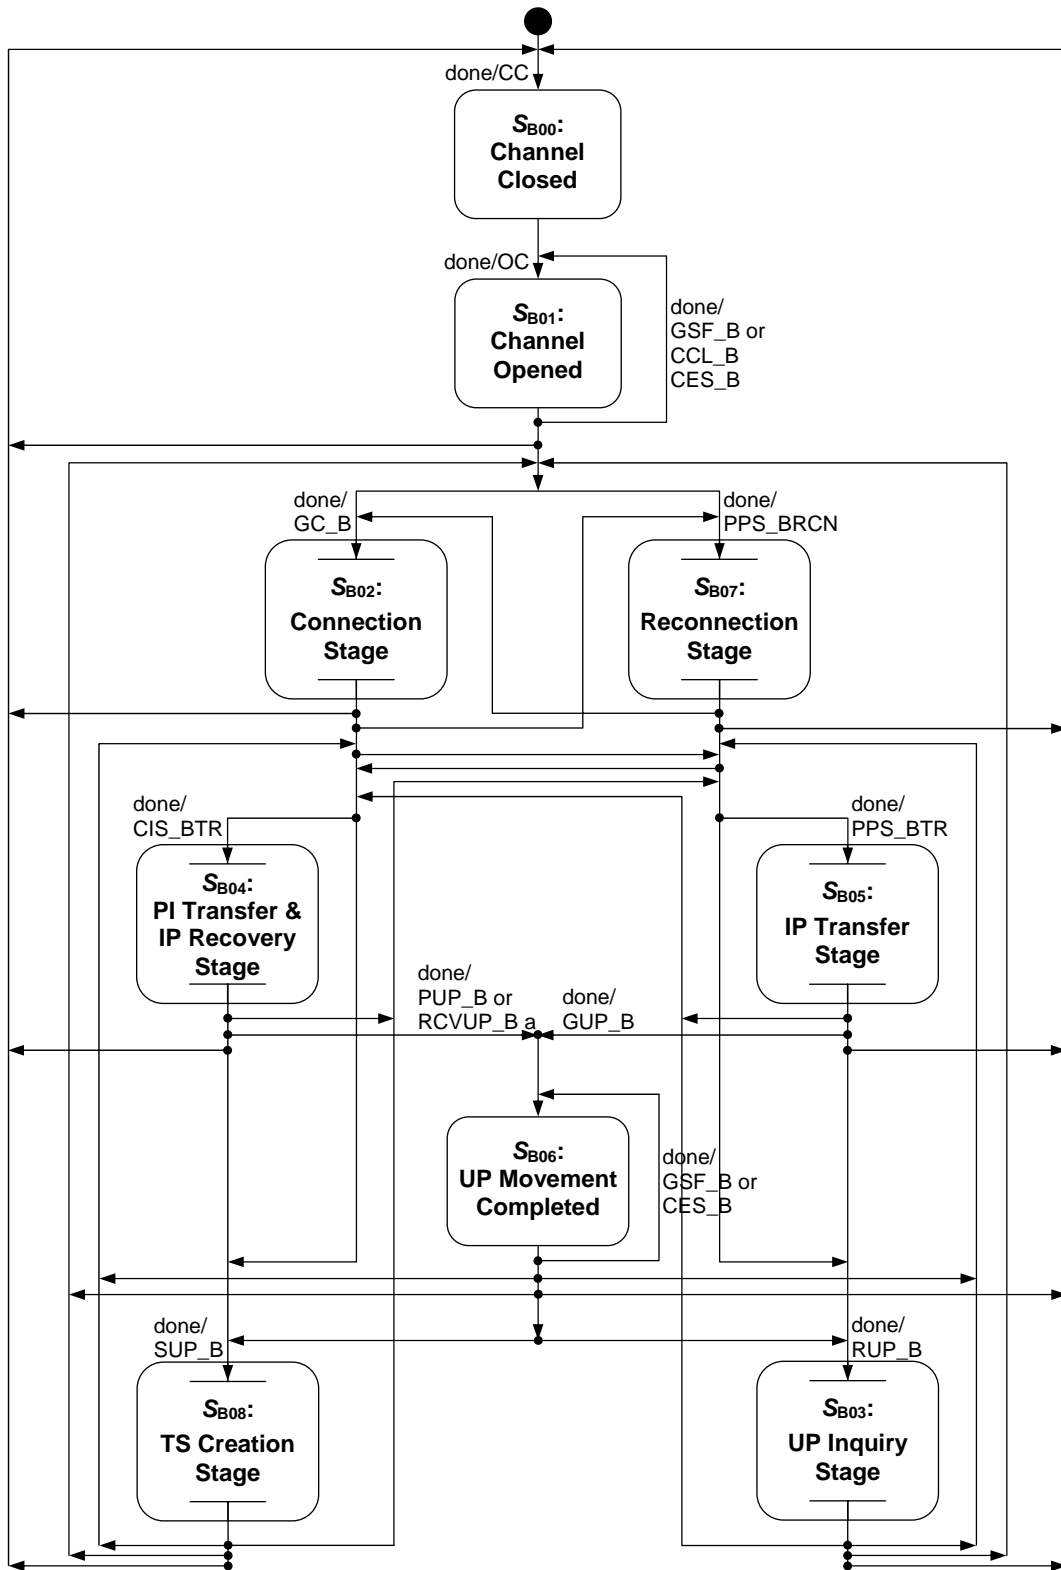 done/CC
SB00:
Channel
Closed
done/OC
SB01:
Channel
Opened
done/
GSF_B or
CCL_B
CES_B
done/
GC_B
done/
PPS_BRCN
SB02:
Connection
Stage
SB07:
Reconnection
Stage
done/
CIS_BTR
done/
PPS_BTR
SB04:
PI Transfer &
IP Recovery
Stage
SB05:
IP Transfer
Stage
done/
PUP_B or
RCVUP_B a
done/
GUP_B
SB06:
UP Movement
Completed
done/
GSF_B or
CES_B
done/
SUP_B
done/
RUP_B
SB08:
TS Creation
Stage
SB03:
UP Inquiry
Stage